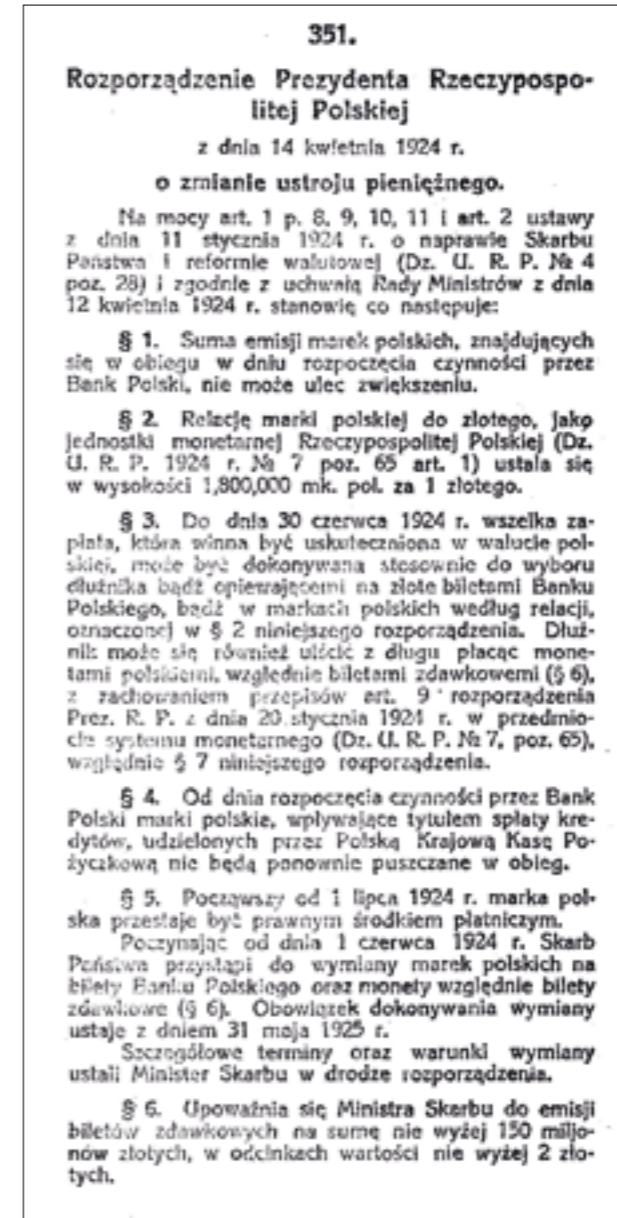 351.
Rozporządzenie Prezydenta Rzeczypospo-
litej Polskiej
z dnia 14 kwietnia 1924 r.
o zmianie ustroju pieniężnego.
Na mocy art. 1 p. 8, 9, 10, 11 i art. 2 ustawy
z dnia 11 stycznia 1924 r. o naprawie Skarbu
Państwa i reformie walutowej (Dz. U. R. P. № 4
poz. 28) i zgodnie z uchwałą Rady Ministrów z dnia
12 kwietnia 1924 r. stanowię co następuje:
§ 1. Suma emisji marek polskich, znajdujących
się w obiegu w dniu rozpoczęcia czynności przez
Bank Polski, nie może ulec zwiększeniu.
§ 2. Relację marki polskiej do złotego, jako
jednostki monetarnej Rzeczypospolitej Polskiej (Dz.
U. R. P. 1924 r. № 7 poz. 65 art. 1) ustala się
w wysokości 1,800,000 mk. pol. za 1 złotego.
§ 3. Do dnia 30 czerwca 1924 r. wszelka za-
płata, która winna być uskuteczniona w walucie pol-
skiej, może być dokonywana stosownie do wyboru
dłużnika bądź opiewającemi na złote biletami Banku
Polskiego, bądź w markach polskich według relacji,
oznaczonej w § 2 niniejszego rozporządzenia. Dłuż-
nik może się również uiścić z długu płacąc mone-
tami polskiemi, względnie biletami zdawkowemi (§ 6),
z zachowaniem przepisów art. 9 rozporządzenia
Prez. R. P. z dnia 20 stycznia 1924 r. w przedmio-
cie systemu monetarnego (Dz. U. R. P. № 7, poz. 65),
względnie § 7 niniejszego rozporządzenia.
§ 4. Od dnia rozpoczęcia czynności przez Bank
Polski marki polskie, wpływające tytułem spłaty kre-
dytów, udzielonych przez Polską Krajową Kasę Po-
życzkową nie będą ponownie puszczane w obieg.
§ 5. Począwszy od 1 lipca 1924 r. marka pol-
ska przestaje być prawnym środkiem płatniczym.
Poczynając od dnia 1 czerwca 1924 r. Skarb
Państwa przystąpi do wymiany marek polskich na
bilety Banku Polskiego oraz monety względnie bilety
zdawkowe (§ 6). Obowiązek dokonywania wymiany
ustaje z dniem 31 maja 1925 r.
Szczegółowe terminy oraz warunki wymiany
ustali Minister Skarbu w drodze rozporządzenia.
§ 6. Upoważnia się Ministra Skarbu do emisji
biletów zdawkowych na sumę nie wyżej 150 miljo-
nów złotych, w odcinkach wartości nie wyżej 2 zło-
tych.